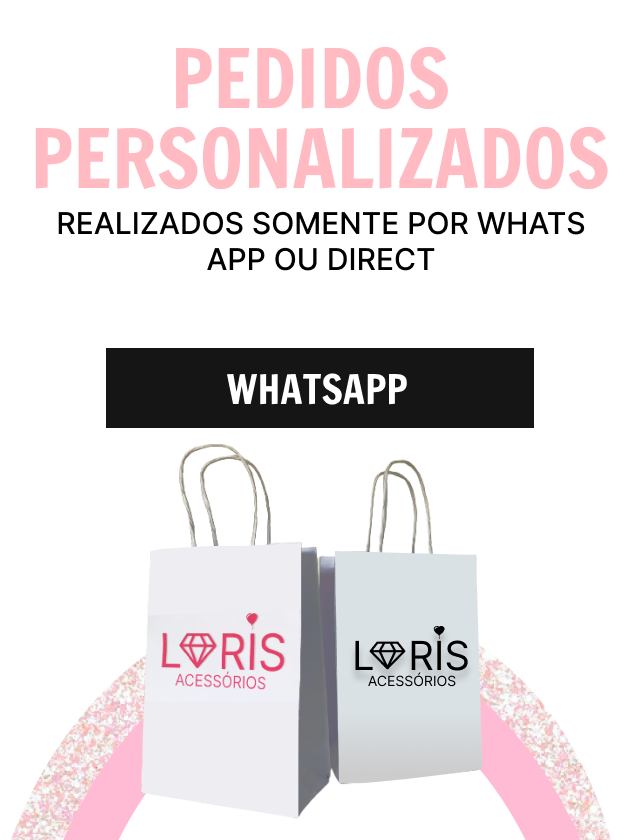 PEDIDOS
PERSONALIZADOS
REALIZADOS SOMENTE POR WHATS
APP OU DIRECT
WHATSAPP
LORIS
ACESSÓRIOS
LORIS
ACESSÓRIOS